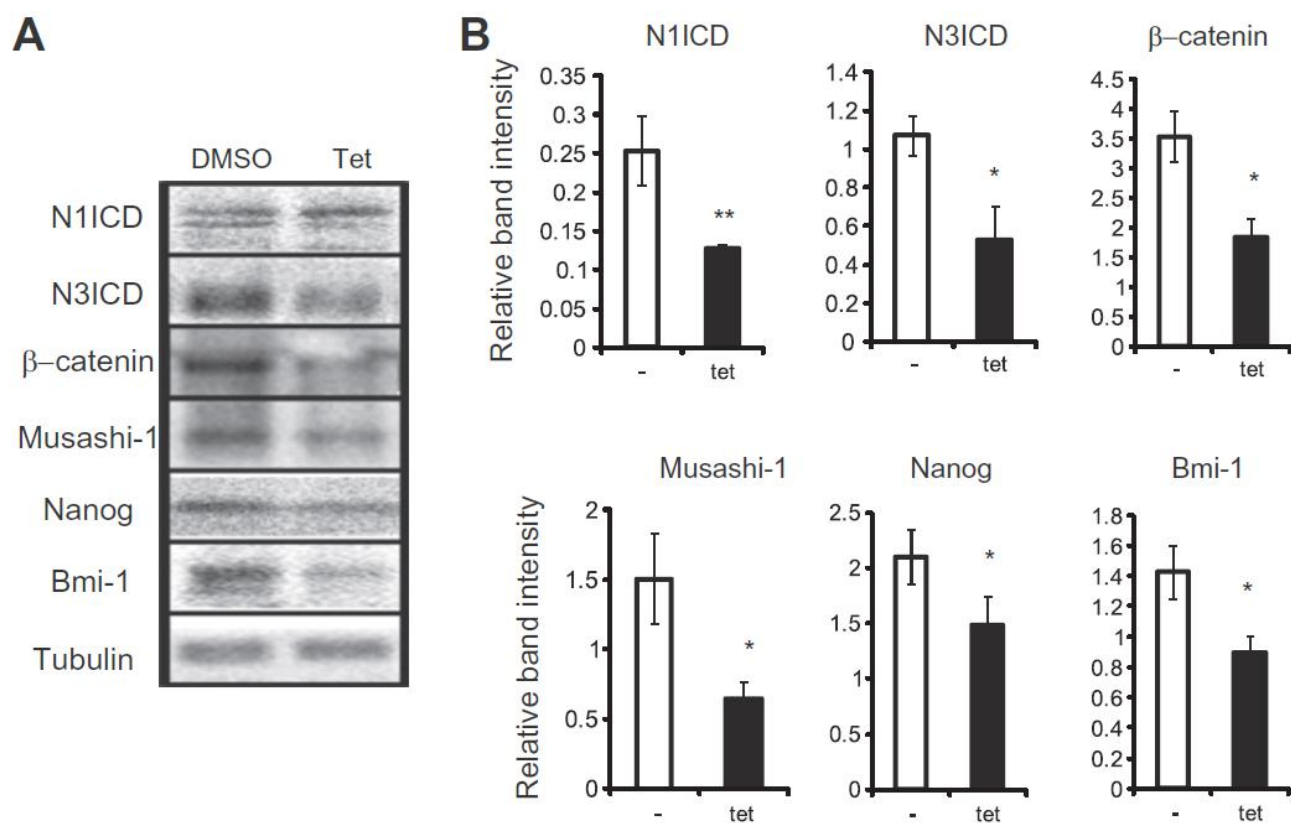 A
DMSO Tet
N1ICD
N3ICD
β–catenin
Musashi-1
Nanog
Bmi-1
Tubulin
B
N1ICD N3ICD β–catenin
Relative band intensity
0.35
0.3
0.25
0.2
0.15
0.1
0.05
0
**
- tet
1.4
1.2
1
0.8
0.6
0.4
0.2
0
*
- tet
4.5
4
3.5
3
2.5
2
1.5
1
0.5
0
*
- tet
Musashi-1 Nanog Bmi-1
Relative band intensity
2
1.5
1
0.5
0
*
- tet
2.5
2
1.5
1
0.5
0
*
- tet
1.8
1.6
1.4
1.2
1
0.8
0.6
0.4
0.2
0
*
- tet